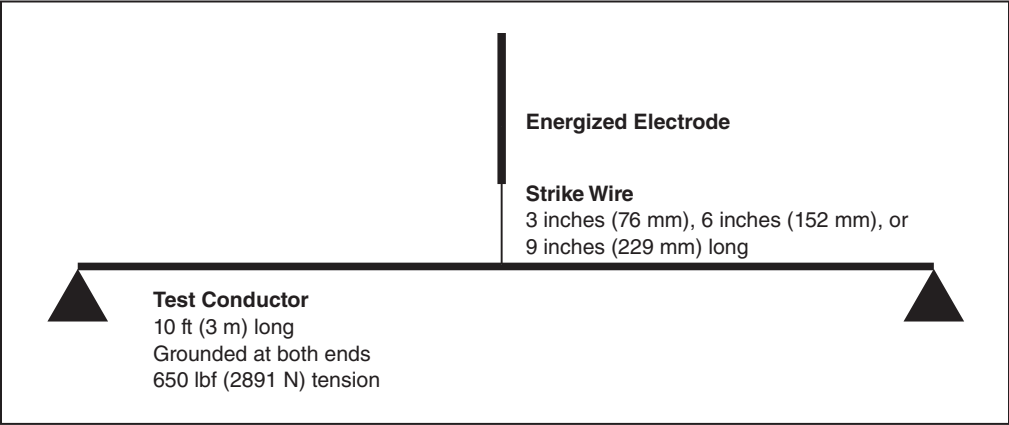 Energized Electrode
Strike Wire
3 inches (76 mm), 6 inches (152 mm), or
9 inches (229 mm) long
Test Conductor
10 ft (3 m) long
Grounded at both ends
650 lbf (2891 N) tension